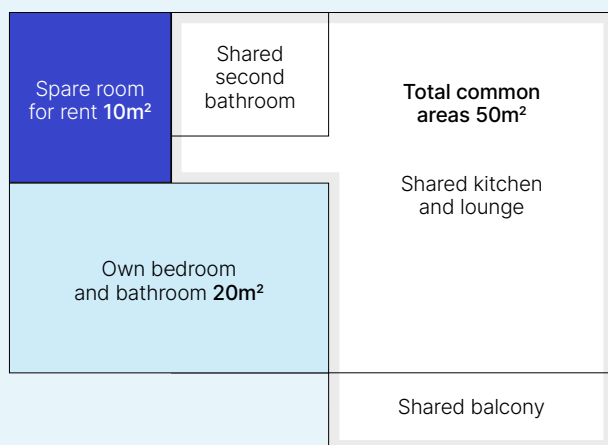 Spare room
for rent 10m²
Shared
second
bathroom
Total common
areas 50m²
Shared kitchen
and lounge
Own bedroom
and bathroom 20m²
Shared balcony